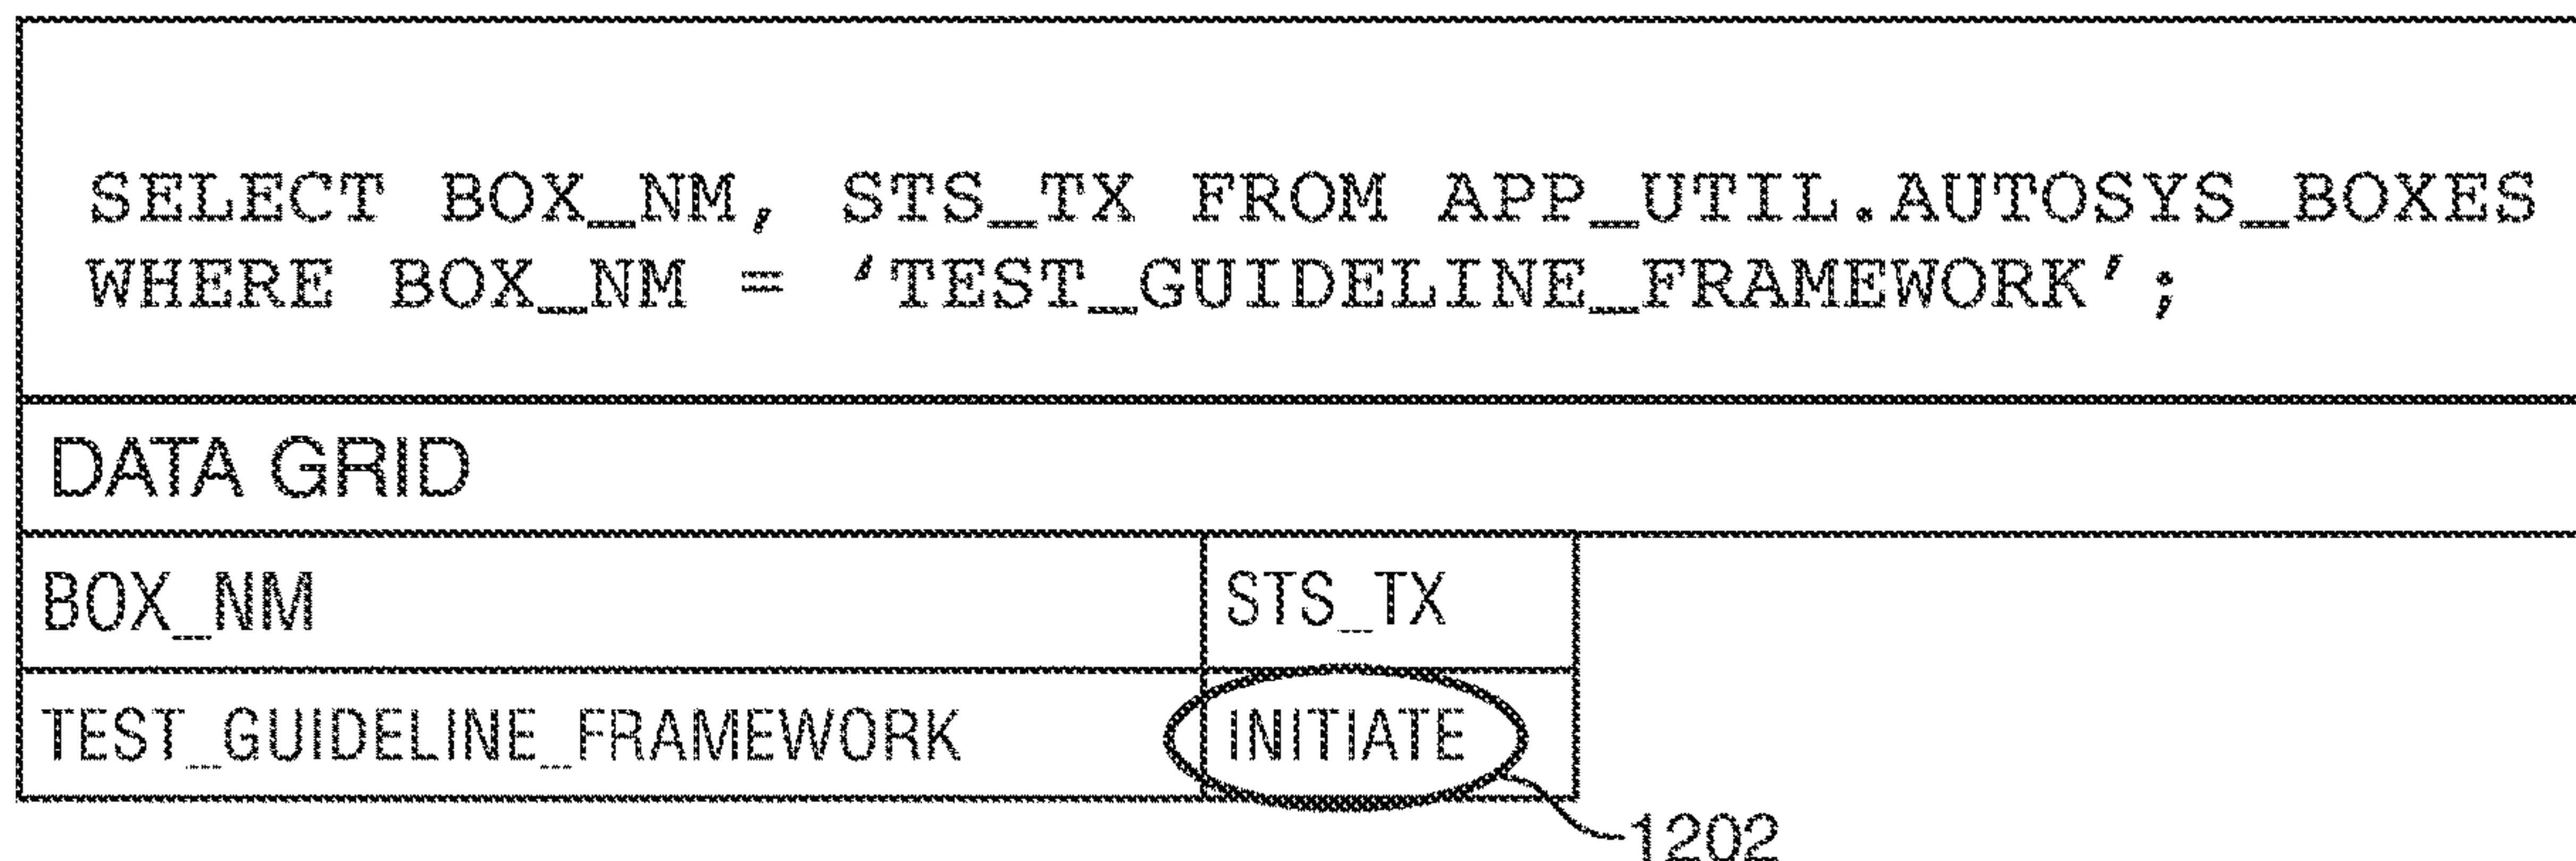 SELECT BOX_NM, STS_TX FROM APP_UTIL.AUTOSYS_BOXES
WHERE BOX_NM = ‘TEST_GUIDELINE_FRAMEWORK’;
DATA GRID
BOX_NM STS_TX
TEST_GUIDELINE_FRAMEWORK INITIATE
1202